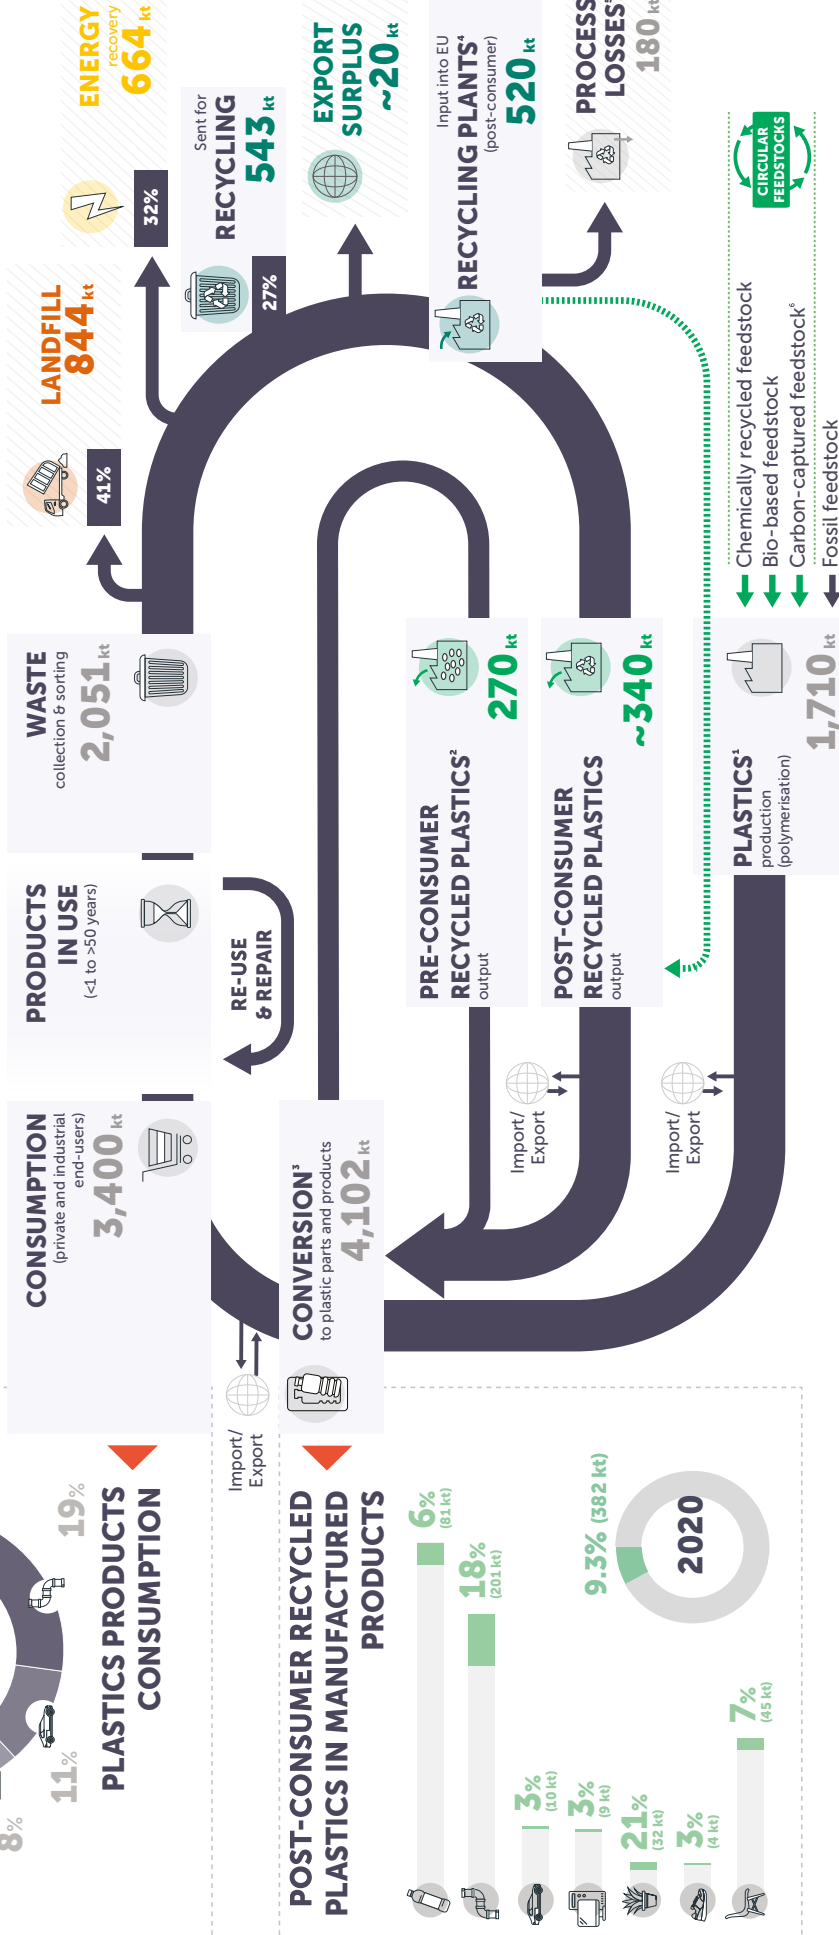 ENERGY
recovery
664 kt
32%
LANDFILL
844 kt
41%
Sent for
RECYCLING
543 kt
27%
EXPORT
SURPLUS
~20 kt
Input into EU
RECYCLING PLANTS⁴
(post-consumer)
520 kt
PROCESS
LOSSES⁵
180 kt
CIRCULAR
FEEDSTOCKS
Chemically recycled feedstock
Bio-based feedstock
Carbon-captured feedstock⁶
Fossil feedstock
WASTE
collection & sorting
2,051 kt
PRODUCTS
IN USE
(<1 to >50 years)
RE-USE
& REPAIR
PRE-CONSUMER
RECYCLED PLASTICS²
output
270 kt
POST-CONSUMER
RECYCLED PLASTICS
output
~340 kt
PLASTICS¹
production
(polymerisation)
1,710 kt
CONSUMPTION
(private and industrial
end-users)
3,400 kt
CONVERSION³
to plastic parts and products
4,102 kt
Import/
Export
Import/
Export
Import/
Export
PLASTICS PRODUCTS
CONSUMPTION
19%
11%
8%
POST-CONSUMER RECYCLED
PLASTICS IN MANUFACTURED
PRODUCTS
6%
(81 kt)
18%
(201 kt)
3%
(10 kt)
3%
(9 kt)
21%
(32 kt)
3%
(4 kt)
7%
(45 kt)
9.3% (382 kt)
2020